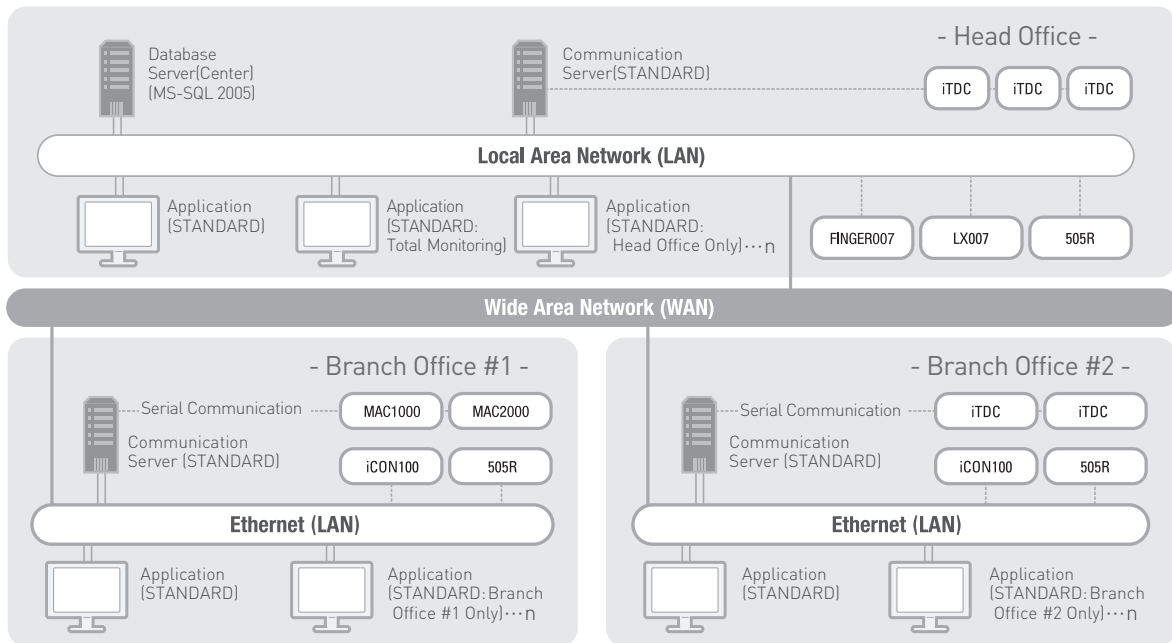 - Head Office -
Database
Server(Center)
(MS-SQL 2005)
Communication
Server(STANDARD)
iTDC
iTDC
iTDC
Local Area Network (LAN)
Application
(STANDARD)
Application
(STANDARD:
Total Monitoring)
Application
(STANDARD:
Head Office Only)···n
FINGER007
LX007
505R
Wide Area Network (WAN)
- Branch Office #1 -
Serial Communication
MAC1000
MAC2000
Communication
Server (STANDARD)
iCON100
505R
Ethernet (LAN)
Application
(STANDARD)
Application
(STANDARD:Branch
Office #1 Only)···n
- Branch Office #2 -
Serial Communication
iTDC
iTDC
Communication
Server (STANDARD)
iCON100
505R
Ethernet (LAN)
Application
(STANDARD)
Application
(STANDARD:Branch
Office #2 Only)···n